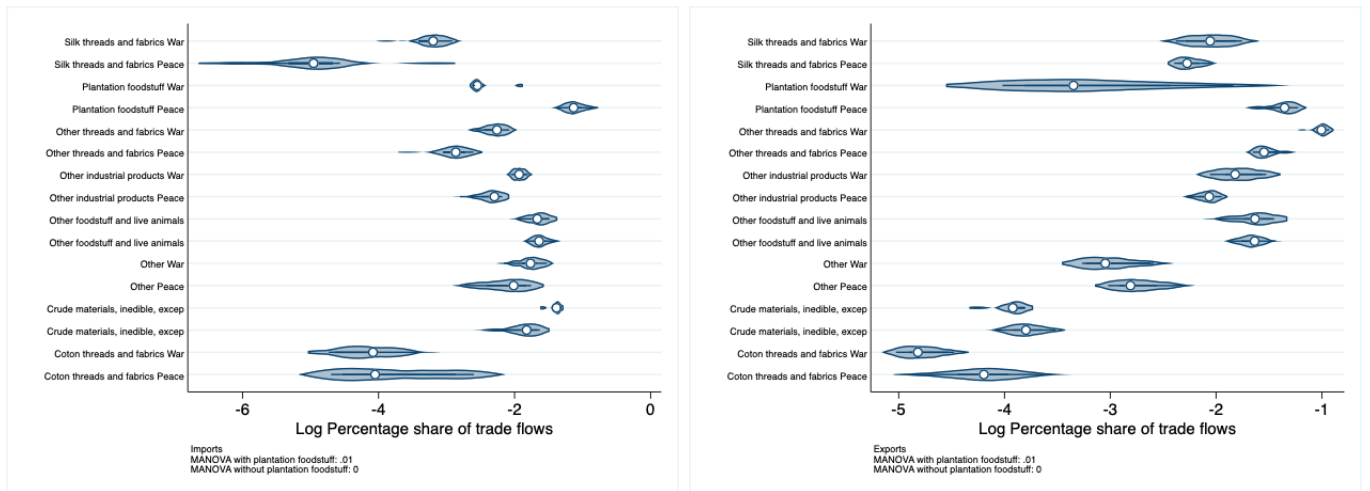 Silk threads and fabrics War
Silk threads and fabrics Peace
Plantation foodstuff War
Plantation foodstuff Peace
Other threads and fabrics War
Other threads and fabrics Peace
Other industrial products War
Other industrial products Peace
Other foodstuff and live animals
Other foodstuff and live animals
Other War
Other Peace
Crude materials, inedible, excep
Crude materials, inedible, excep
Coton threads and fabrics War
Coton threads and fabrics Peace
-6 -4 -2 0
Log Percentage share of trade flows
Imports
MANOVA with plantation foodstuff: .01
MANOVA without plantation foodstuff: 0
Silk threads and fabrics War
Silk threads and fabrics Peace
Plantation foodstuff War
Plantation foodstuff Peace
Other threads and fabrics War
Other threads and fabrics Peace
Other industrial products War
Other industrial products Peace
Other foodstuff and live animals
Other foodstuff and live animals
Other War
Other Peace
Crude materials, inedible, excep
Crude materials, inedible, excep
Coton threads and fabrics War
Coton threads and fabrics Peace
-5 -4 -3 -2 -1
Log Percentage share of trade flows
Exports
MANOVA with plantation foodstuff: .01
MANOVA without plantation foodstuff: 0